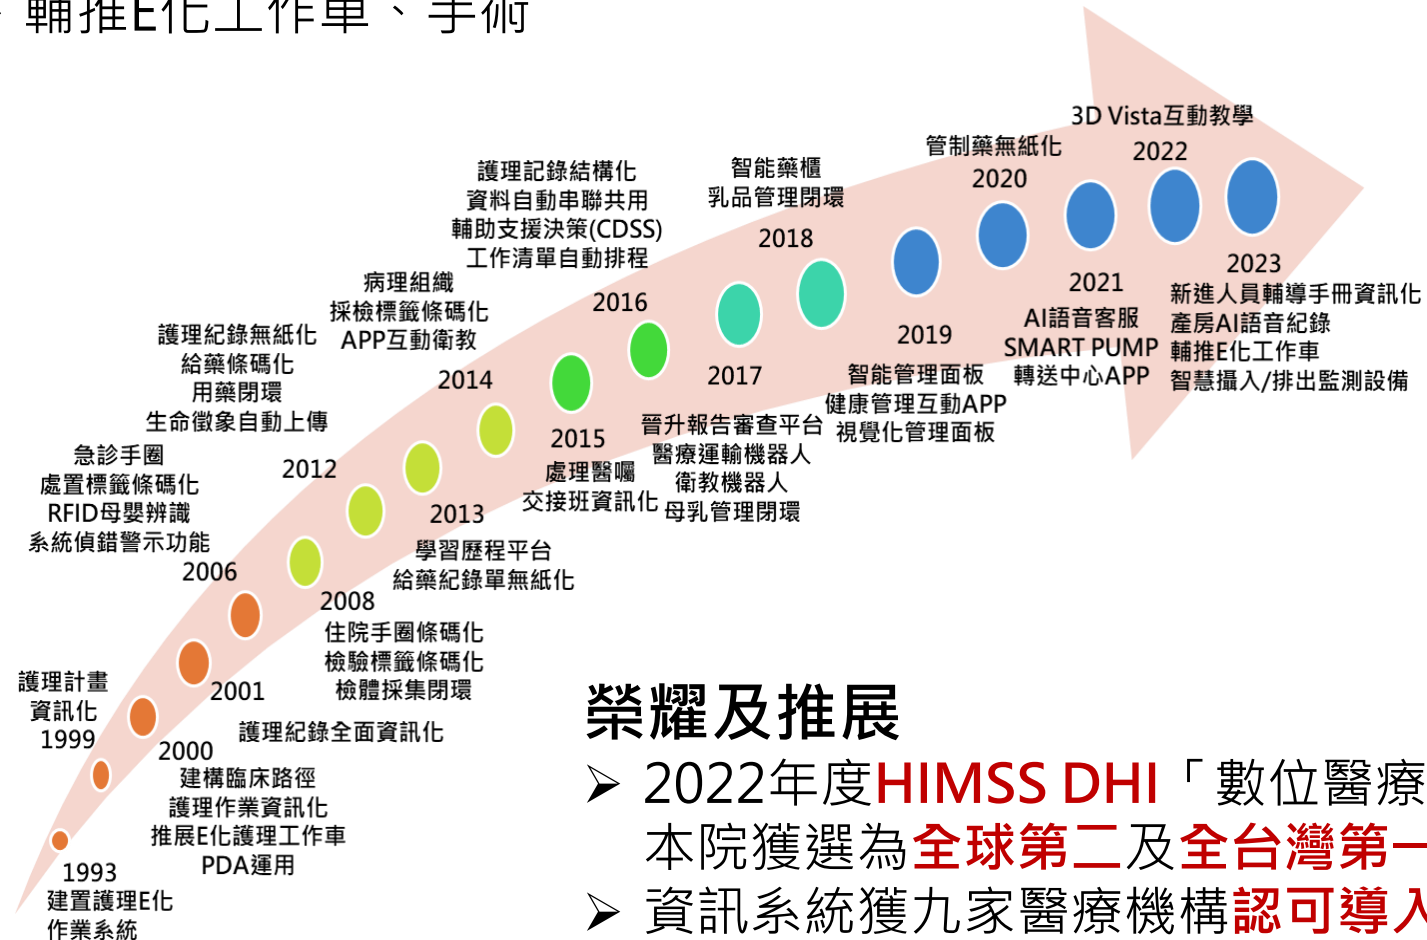 輔推E化工作車、手術
3D Vista互動教學
2022
管制藥無紙化
2020
智能藥櫃
乳品管理閉環
2018
護理記錄結構化
資料自動串聯共用
輔助支援決策(CDSS)
工作清單自動排程
2016
病理組織
採檢標籤條碼化
APP互動衛教
2014
護理紀錄無紙化
給藥條碼化
用藥閉環
生命徵象自動上傳
2012
急診手圈
處置標籤條碼化
RFID母嬰辨識
系統偵錯警示功能
2006
護理計畫
資訊化
1999
1993
建置護理E化
作業系統
2000
建構臨床路徑
護理作業資訊化
推展E化護理工作車
PDA運用
2001
護理紀錄全面資訊化
2008
住院手圈條碼化
檢驗標籤條碼化
檢體採集閉環
2013
學習歷程平台
給藥紀錄單無紙化
2015
處理醫囑
交接班資訊化
2017
晉升報告審查平台
醫療運輸機器人
衛教機器人
母乳管理閉環
2019
智能管理面板
健康管理互動APP
視覺化管理面板
2021
AI語音客服
SMART PUMP
轉送中心APP
2023
新進人員輔導手冊資訊化
產房AI語音紀錄
輔推E化工作車
智慧攝入/排出監測設備
榮耀及推展
➢ 2022年度HIMSS DHI「數位醫療
本院獲選為全球第二及全台灣第一
➢ 資訊系統獲九家醫療機構認可導入